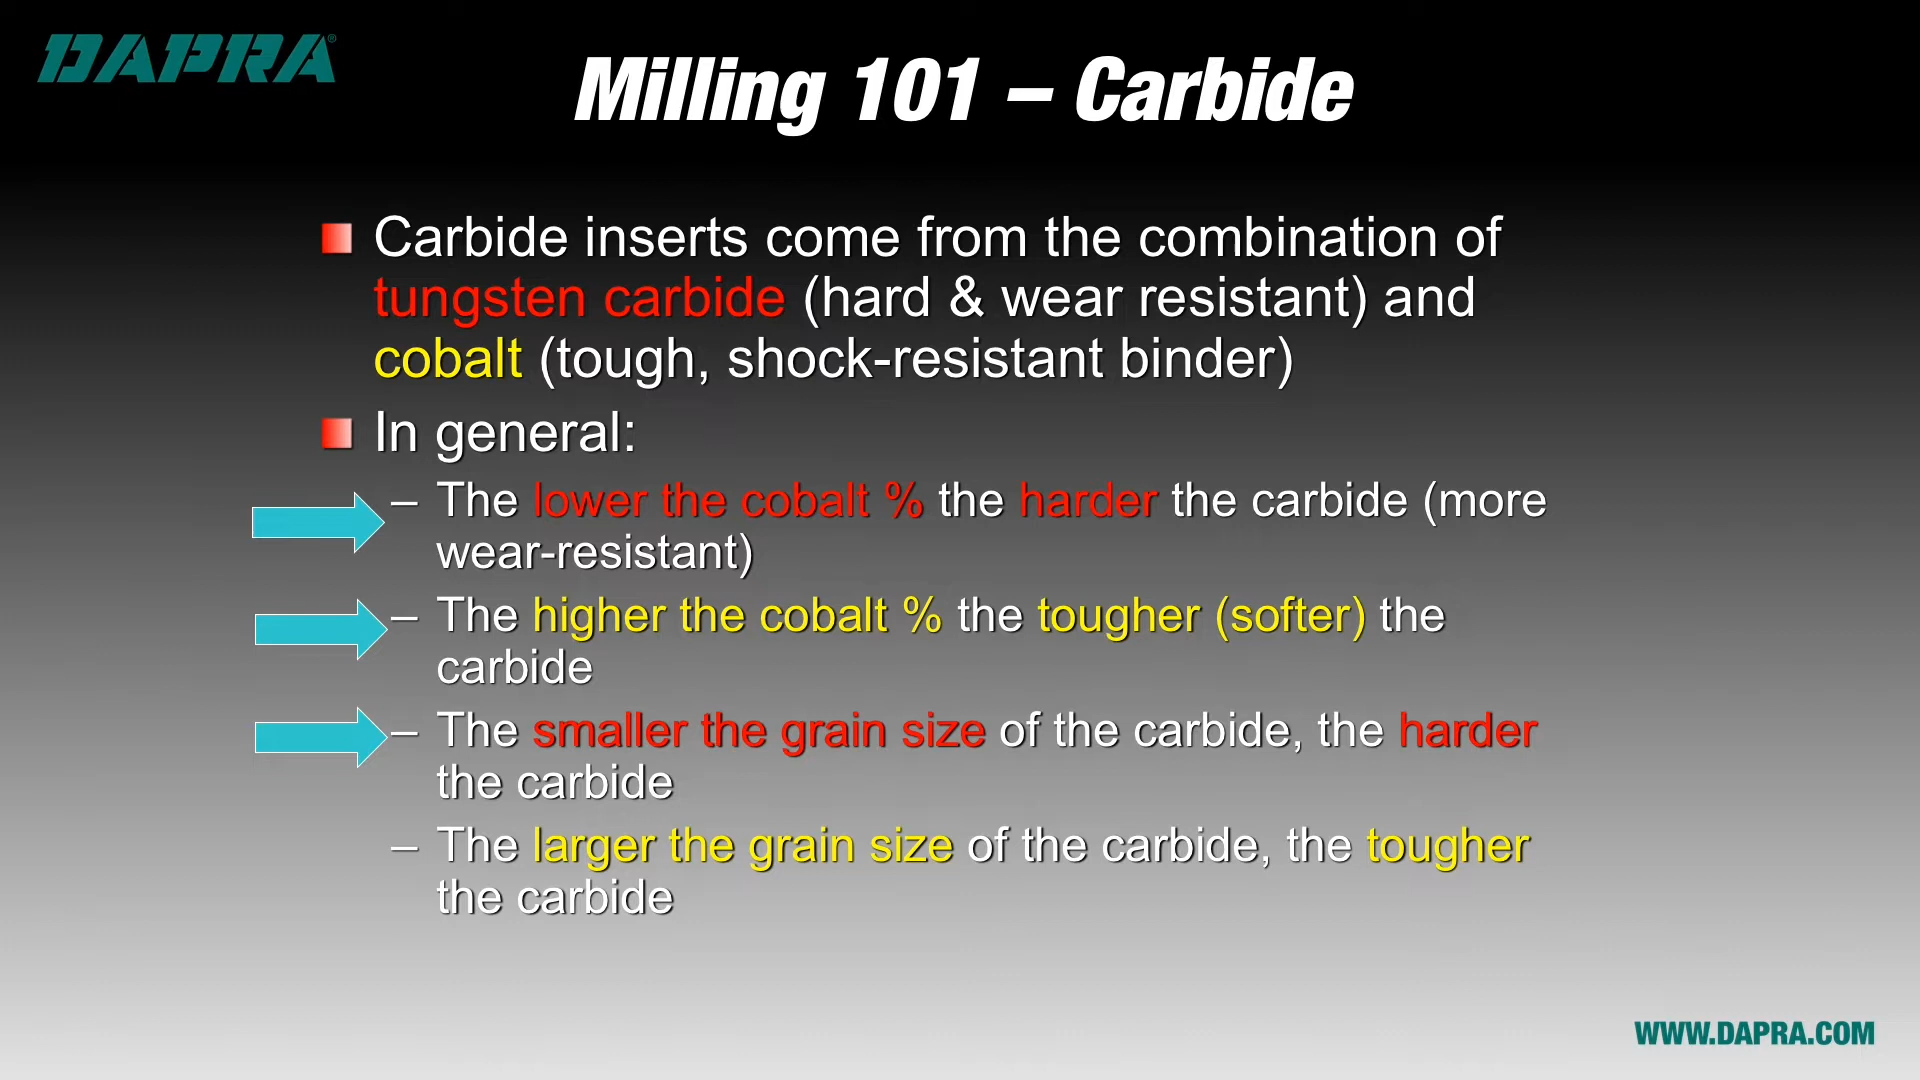 DAPRA®
Milling 101 – Carbide
Carbide inserts come from the combination of
tungsten carbide (hard & wear resistant) and
cobalt (tough, shock-resistant binder)
In general:
– The lower the cobalt % the harder the carbide (more
wear-resistant)
– The higher the cobalt % the tougher (softer) the
carbide
– The smaller the grain size of the carbide, the harder
the carbide
– The larger the grain size of the carbide, the tougher
the carbide
WWW.DAPRA.COM